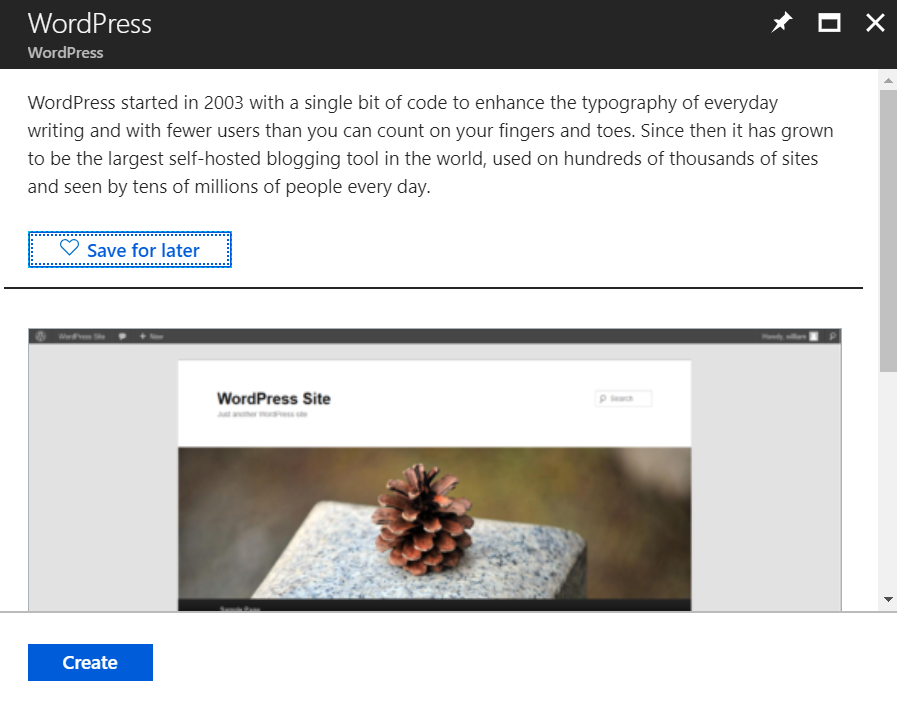 WordPress
WordPress
WordPress started in 2003 with a single bit of code to enhance the typography of everyday
writing and with fewer users than you can count on your fingers and toes. Since then it has grown
to be the largest self-hosted blogging tool in the world, used on hundreds of thousands of sites
and seen by tens of millions of people every day.
Save for later
WordPress Site New Howdy, william
WordPress Site
Search
Just another WordPress site
Sample Page
Create